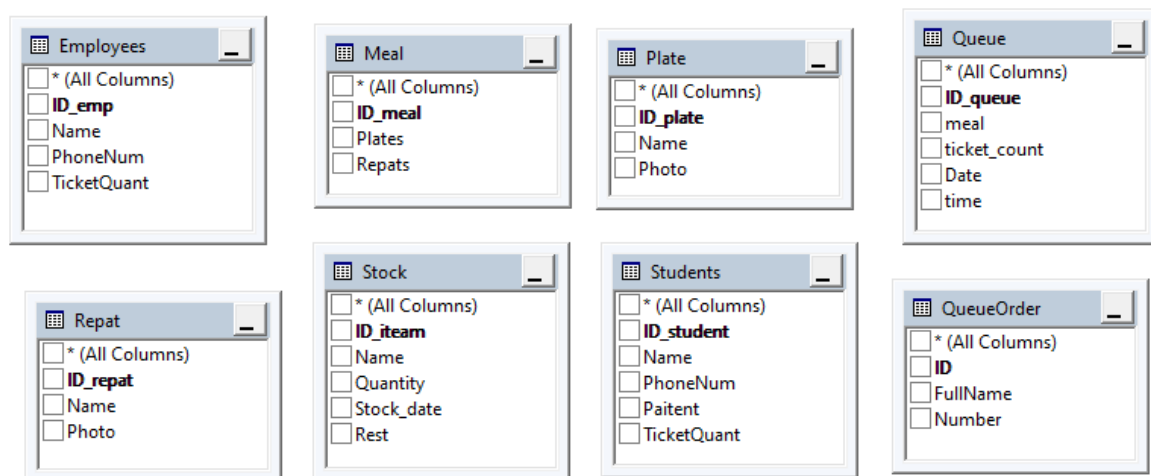 Employees
* (All Columns)
ID_emp
Name
PhoneNum
TicketQuant
Meal
* (All Columns)
ID_meal
Plates
Repats
Plate
* (All Columns)
ID_plate
Name
Photo
Queue
* (All Columns)
ID_queue
meal
ticket_count
Date
time
Repat
* (All Columns)
ID_repat
Name
Photo
Stock
* (All Columns)
ID_iteam
Name
Quantity
Stock_date
Rest
Students
* (All Columns)
ID_student
Name
PhoneNum
Paitent
TicketQuant
QueueOrder
* (All Columns)
ID
FullName
Number